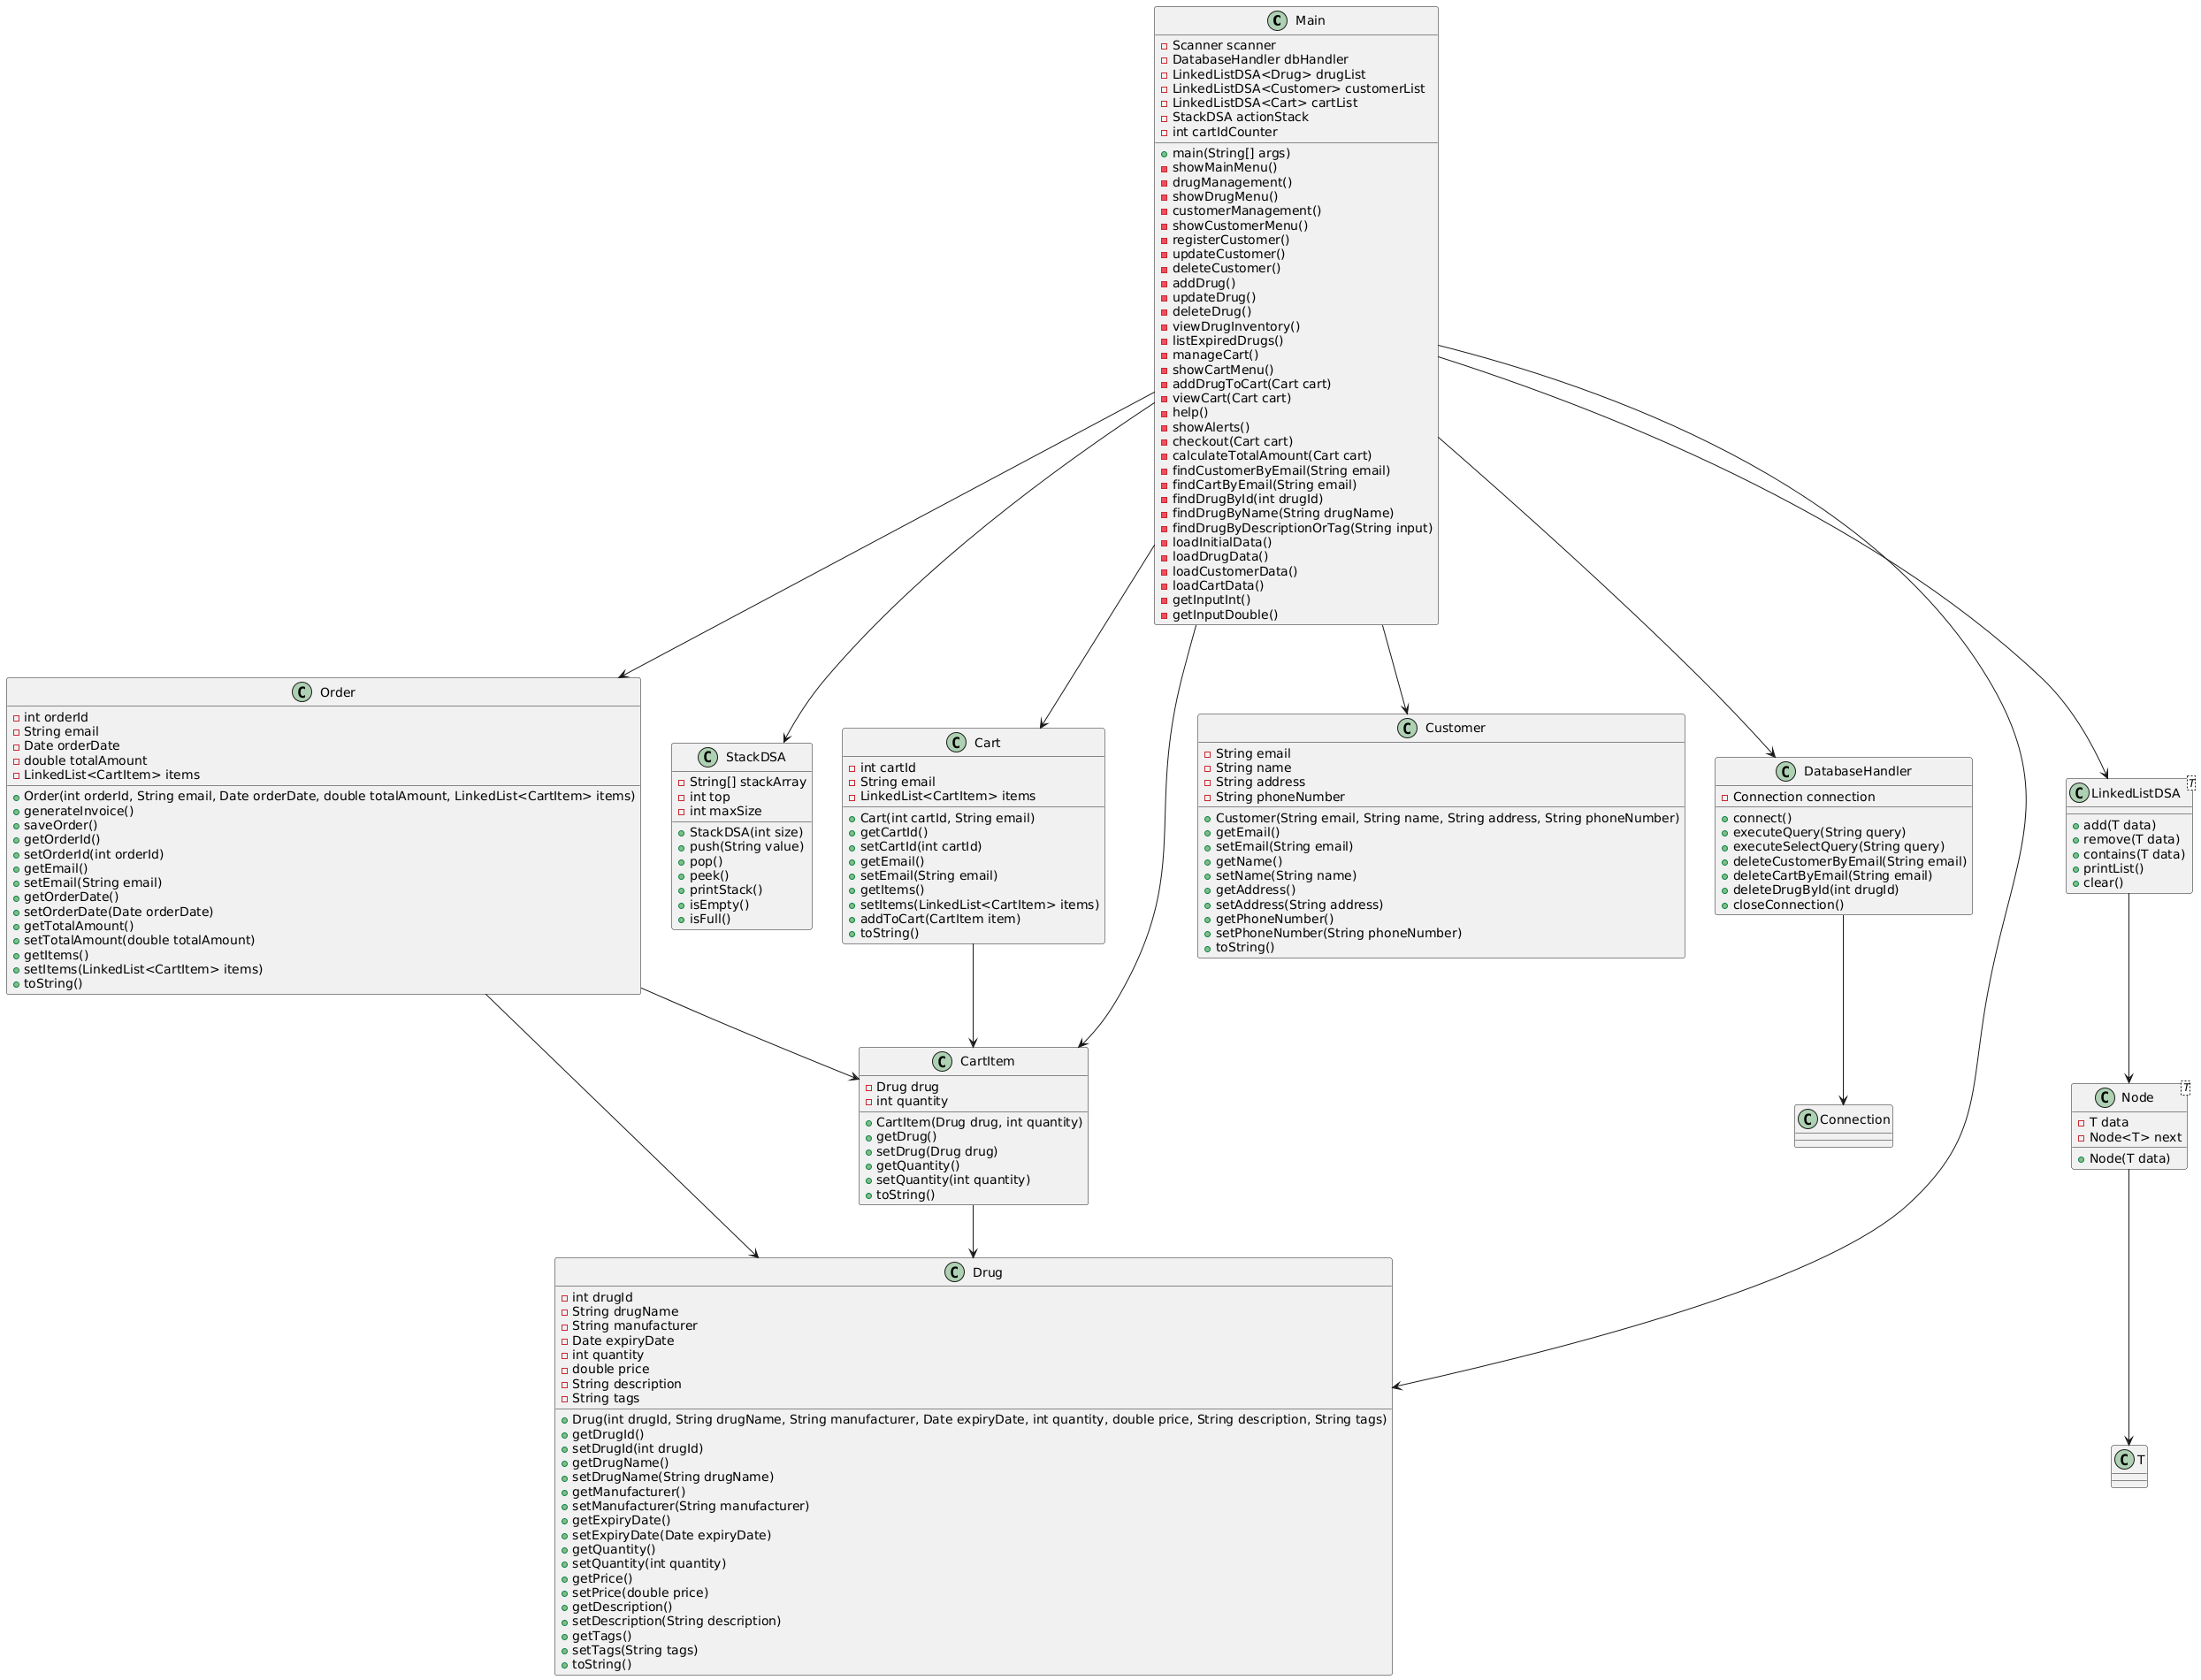 C Main
Scanner scanner
DatabaseHandler dbHandler
LinkedListDSA<Drug> drugList
LinkedListDSA<Customer> customerList
LinkedListDSA<Cart> cartList
StackDSA actionStack
int cartIdCounter
main(String[] args)
showMainMenu()
drugManagement()
showDrugMenu()
customerManagement()
showCustomerMenu()
registerCustomer()
updateCustomer()
deleteCustomer()
addDrug()
updateDrug()
deleteDrug()
viewDrugInventory()
listExpiredDrugs()
manageCart()
showCartMenu()
addDrugToCart(Cart cart)
viewCart(Cart cart)
help()
showAlerts()
checkout(Cart cart)
calculateTotalAmount(Cart cart)
findCustomerByEmail(String email)
findCartByEmail(String email)
findDrugById(int drugId)
findDrugByName(String drugName)
findDrugByDescriptionOrTag(String input)
loadInitialData()
loadDrugData()
loadCustomerData()
loadCartData()
getInputInt()
getInputDouble()
C Order
int orderId
String email
Date orderDate
double totalAmount
LinkedList<CartItem> items
Order(int orderId, String email, Date orderDate, double totalAmount, LinkedList<CartItem> items)
generateInvoice()
saveOrder()
getOrderId()
setOrderId(int orderId)
getEmail()
setEmail(String email)
getOrderDate()
setOrderDate(Date orderDate)
getTotalAmount()
setTotalAmount(double totalAmount)
getItems()
setItems(LinkedList<CartItem> items)
toString()
C StackDSA
String[] stackArray
int top
int maxSize
StackDSA(int size)
push(String value)
pop()
peek()
printStack()
isEmpty()
isFull()
C Cart
int cartId
String email
LinkedList<CartItem> items
Cart(int cartId, String email)
getCartId()
setCartId(int cartId)
getEmail()
setEmail(String email)
getItems()
setItems(LinkedList<CartItem> items)
addToCart(CartItem item)
toString()
C Customer
String email
String name
String address
String phoneNumber
Customer(String email, String name, String address, String phoneNumber)
getEmail()
setEmail(String email)
getName()
setName(String name)
getAddress()
setAddress(String address)
getPhoneNumber()
setPhoneNumber(String phoneNumber)
toString()
C DatabaseHandler
Connection connection
connect()
executeQuery(String query)
executeSelectQuery(String query)
deleteCustomerByEmail(String email)
deleteCartByEmail(String email)
deleteDrugById(int drugId)
closeConnection()
C LinkedListDSA T
add(T data)
remove(T data)
contains(T data)
printList()
clear()
C CartItem
Drug drug
int quantity
CartItem(Drug drug, int quantity)
getDrug()
setDrug(Drug drug)
getQuantity()
setQuantity(int quantity)
toString()
C Connection
C Node T
T data
Node<T> next
Node(T data)
C Drug
int drugId
String drugName
String manufacturer
Date expiryDate
int quantity
double price
String description
String tags
Drug(int drugId, String drugName, String manufacturer, Date expiryDate, int quantity, double price, String description, String tags)
getDrugId()
setDrugId(int drugId)
getDrugName()
setDrugName(String drugName)
getManufacturer()
setManufacturer(String manufacturer)
getExpiryDate()
setExpiryDate(Date expiryDate)
getQuantity()
setQuantity(int quantity)
getPrice()
setPrice(double price)
getDescription()
setDescription(String description)
getTags()
setTags(String tags)
toString()
C T